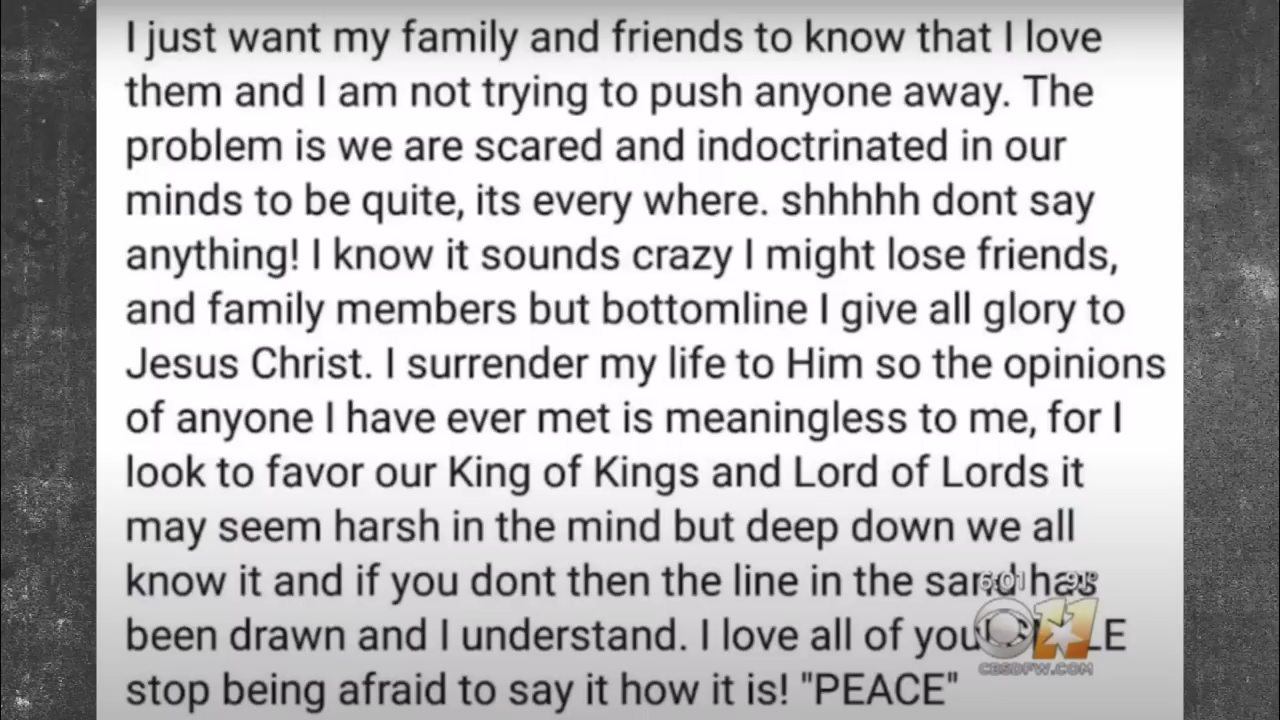 I just want my family and friends to know that I love
them and I am not trying to push anyone away. The
problem is we are scared and indoctrinated in our
minds to be quite, its every where. shhhhh dont say
anything! I know it sounds crazy I might lose friends,
and family members but bottomline I give all glory to
Jesus Christ. I surrender my life to Him so the opinions
of anyone I have ever met is meaningless to me, for I
look to favor our King of Kings and Lord of Lords it
may seem harsh in the mind but deep down we all
know it and if you dont then the line in the sand has
been drawn and I understand. I love all of you
stop being afraid to say it how it is! "PEACE"
6:01 91°
11
CBSDFW.COM